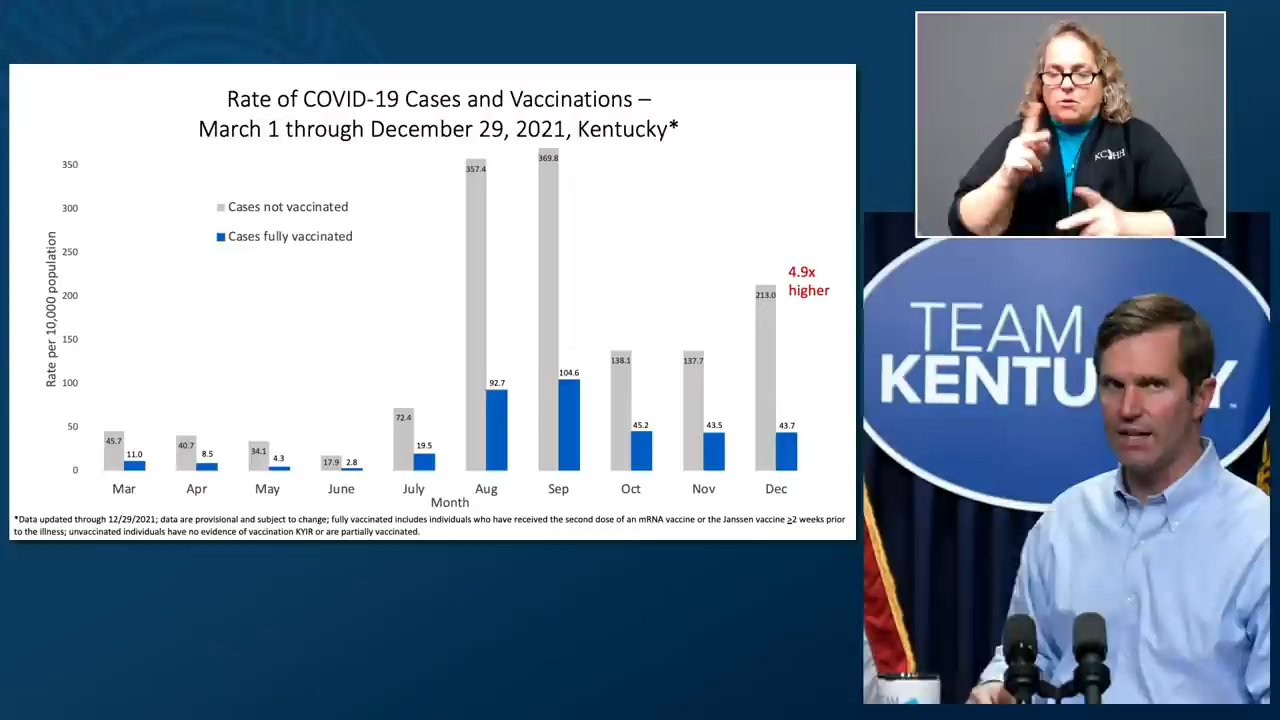 Rate of COVID-19 Cases and Vaccinations –
March 1 through December 29, 2021, Kentucky*
350
300
250
200
150
100
50
0
Rate per 10,000 population
Cases not vaccinated
Cases fully vaccinated
45.7
11.0
40.7
8.5
34.1
4.3
17.9
2.8
72.4
19.5
357.4
92.7
369.8
104.6
138.1
45.2
137.7
43.5
213.0
43.7
4.9x
higher
Mar
Apr
May
June
July
Aug
Sep
Oct
Nov
Dec
Month
*Data updated through 12/29/2021; data are provisional and subject to change; fully vaccinated includes individuals who have received the second dose of an mRNA vaccine or the Janssen vaccine ≥2 weeks prior
to the illness; unvaccinated individuals have no evidence of vaccination KYIR or are partially vaccinated.
KCDHH
TEAM
KENTU Y™